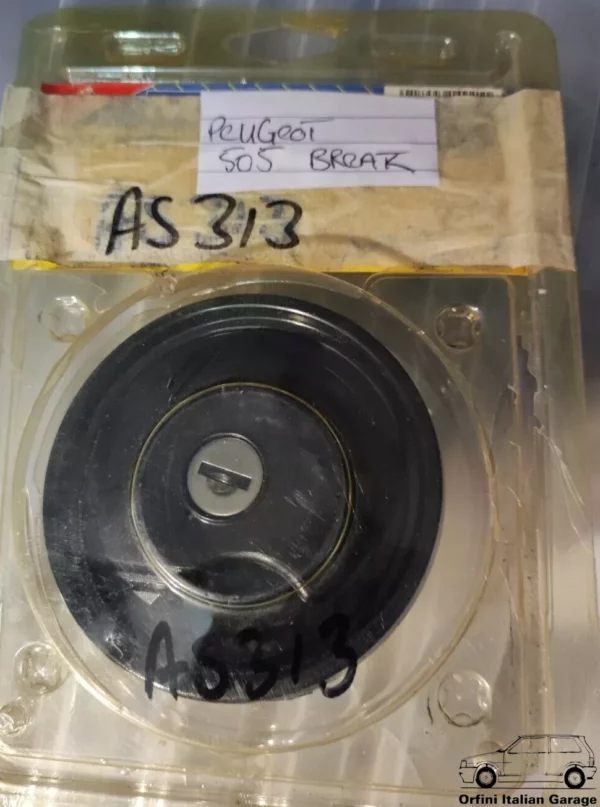 PEUGEOT
505 BREAK
AS313
AS313
Orfini Italian Garage